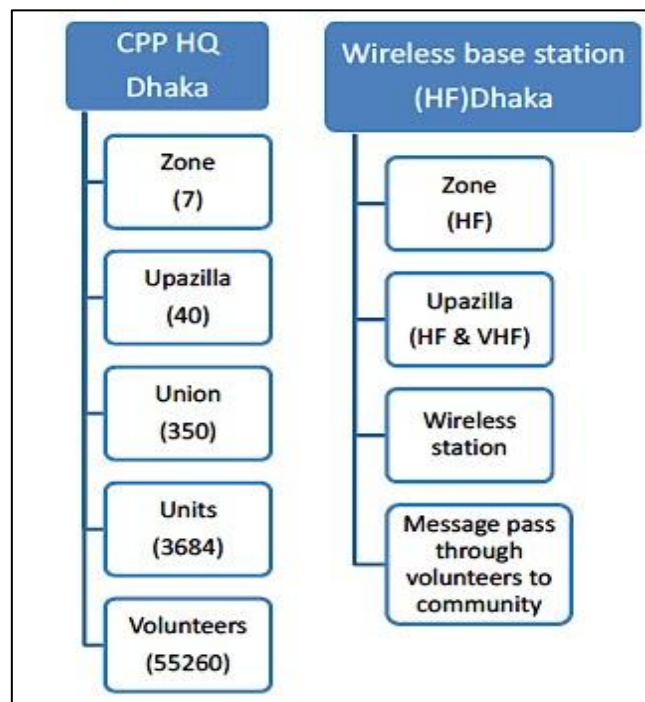 CPP HQ
Dhaka
Zone
(7)
Upazilla
(40)
Union
(350)
Units
(3684)
Volunteers
(55260)
Wireless base station
(HF)Dhaka
Zone
(HF)
Upazilla
(HF & VHF)
Wireless
station
Message pass
through
volunteers to
community